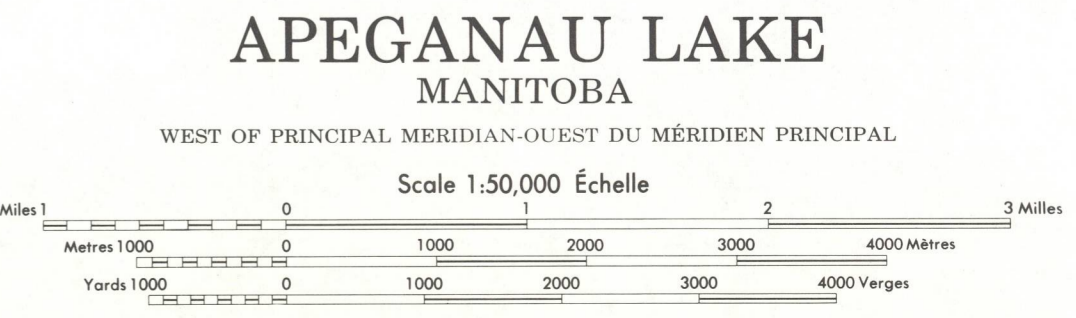 APEGANAU LAKE
MANITOBA
WEST OF PRINCIPAL MERIDIAN-OUEST DU MÉRIDIEN PRINCIPAL
Scale 1:50,000 Échelle
Miles 1 0 1 2 3 Milles
Metres 1000 0 1000 2000 3000 4000 Mètres
Yards 1000 0 1000 2000 3000 4000 Verges